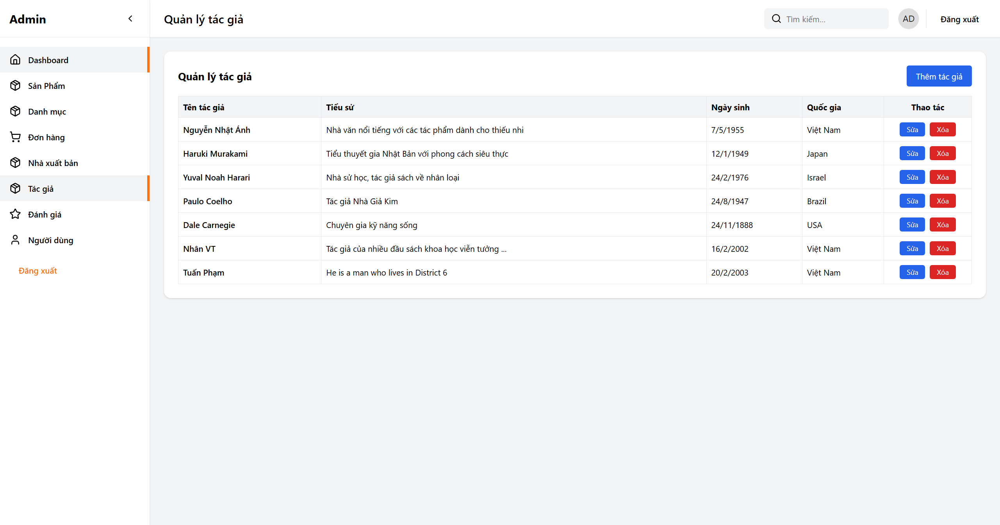 Admin
Quản lý tác giả
Tìm kiếm...
AD
Đăng xuất
Dashboard
Sản Phẩm
Danh mục
Đơn hàng
Nhà xuất bản
Tác giả
Đánh giá
Người dùng
Đăng xuất
Quản lý tác giả
Thêm tác giả
Tên tác giả Tiểu sử Ngày sinh Quốc gia Thao tác
Nguyễn Nhật Ánh Nhà văn nổi tiếng với các tác phẩm dành cho thiếu nhi 7/5/1955 Việt Nam Sửa Xóa
Haruki Murakami Tiểu thuyết gia Nhật Bản với phong cách siêu thực 12/1/1949 Japan Sửa Xóa
Yuval Noah Harari Nhà sử học, tác giả sách về nhân loại 24/2/1976 Israel Sửa Xóa
Paulo Coelho Tác giả Nhà Giả Kim 24/8/1947 Brazil Sửa Xóa
Dale Carnegie Chuyên gia kỹ năng sống 24/11/1888 USA Sửa Xóa
Nhân VT Tác giả của nhiều đầu sách khoa học viễn tưởng ... 16/2/2002 Việt Nam Sửa Xóa
Tuấn Phạm He is a man who lives in District 6 20/2/2003 Việt Nam Sửa Xóa